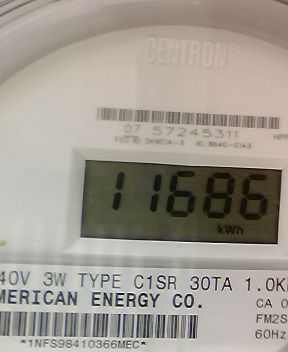 CENTRON
07 57245311
11686
kWh
40V 3W TYPE C1SR 30TA 1.0K
MERICAN ENERGY CO.
CA 0
FM2S
60Hz
*1NFS98410366MEC*